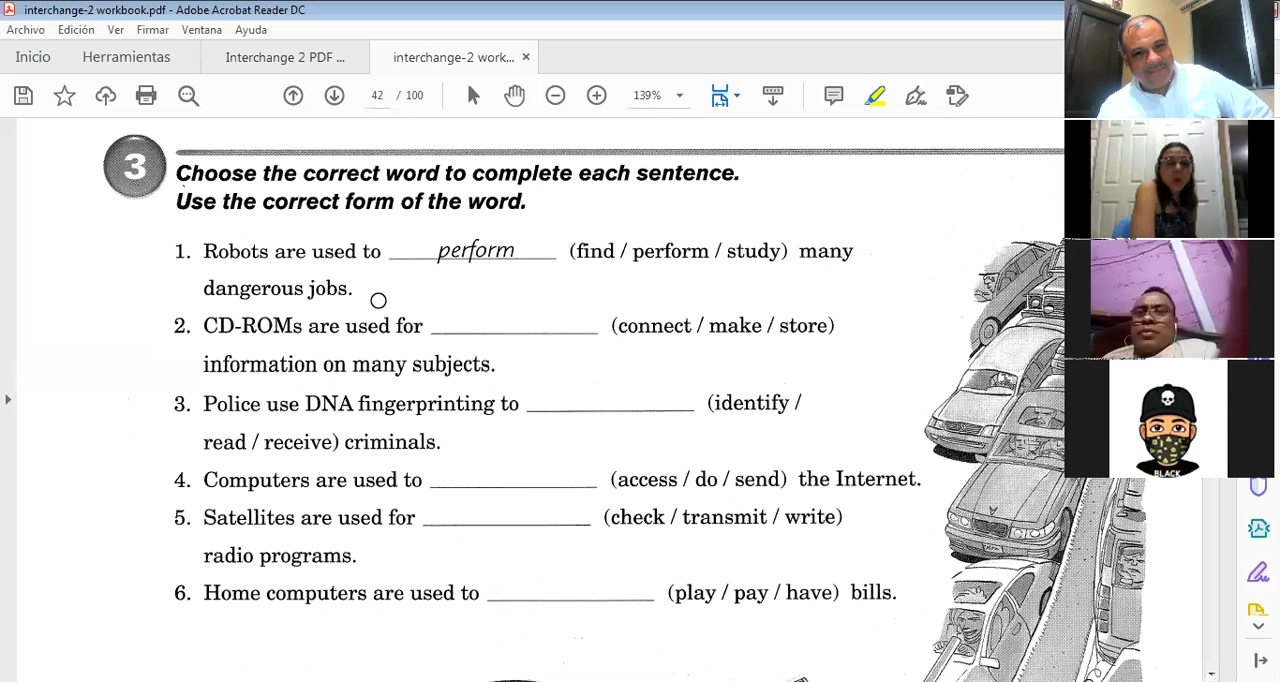 interchange-2 workbook.pdf - Adobe Acrobat Reader DC
Archivo Edición Ver Firmar Ventana Ayuda
Inicio Herramientas Interchange 2 PDF ... interchange-2 work... ×
42 / 100 139%
3 Choose the correct word to complete each sentence.
Use the correct form of the word.
1. Robots are used to perform (find / perform / study) many
dangerous jobs.
2. CD-ROMs are used for ____________ (connect / make / store)
information on many subjects.
3. Police use DNA fingerprinting to ____________ (identify /
read / receive) criminals.
4. Computers are used to ____________ (access / do / send) the Internet.
5. Satellites are used for ____________ (check / transmit / write)
radio programs.
6. Home computers are used to ____________ (play / pay / have) bills.
BLACK